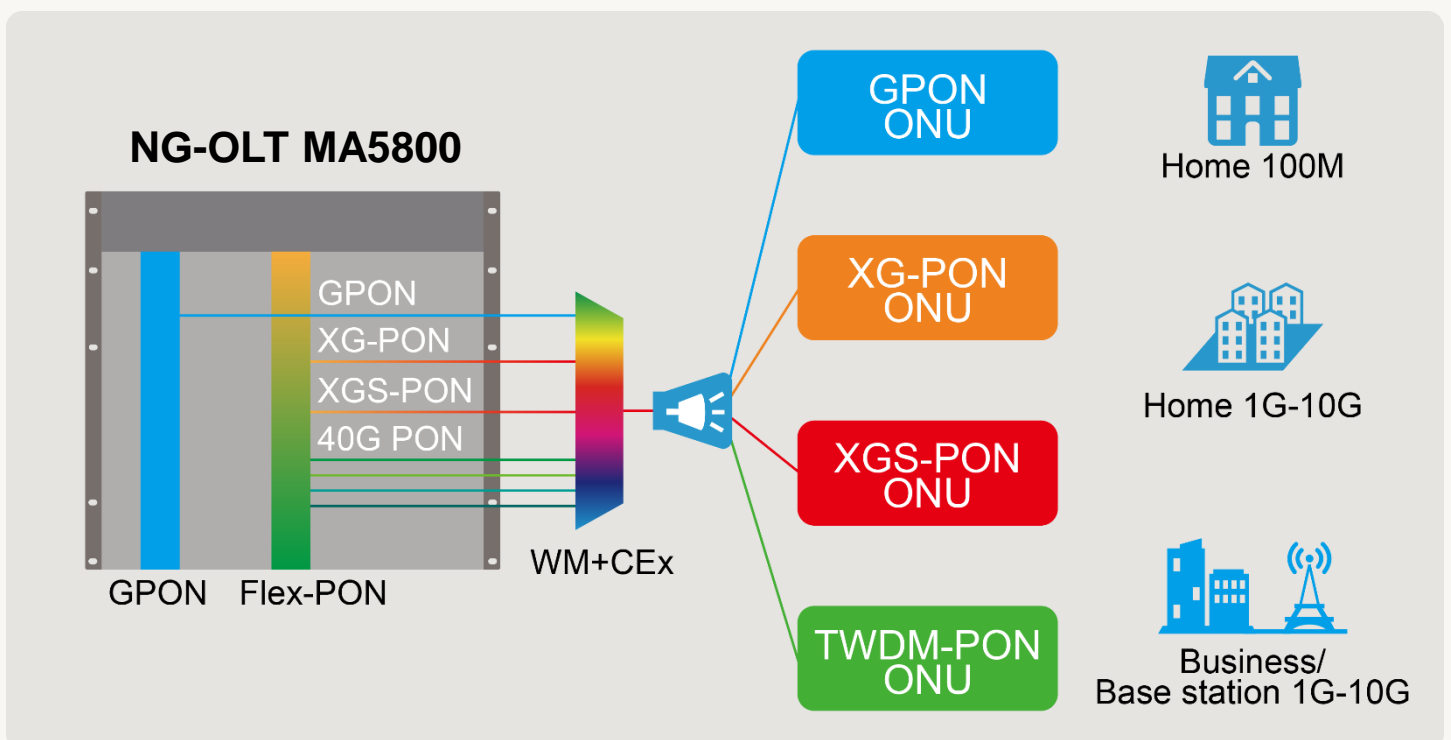 NG-OLT MA5800
GPON
XG-PON
XGS-PON
40G PON
GPON
Flex-PON
WM+CEx
GPON
ONU
XG-PON
ONU
XGS-PON
ONU
TWDM-PON
ONU
Home 100M
Home 1G-10G
Business/
Base station 1G-10G